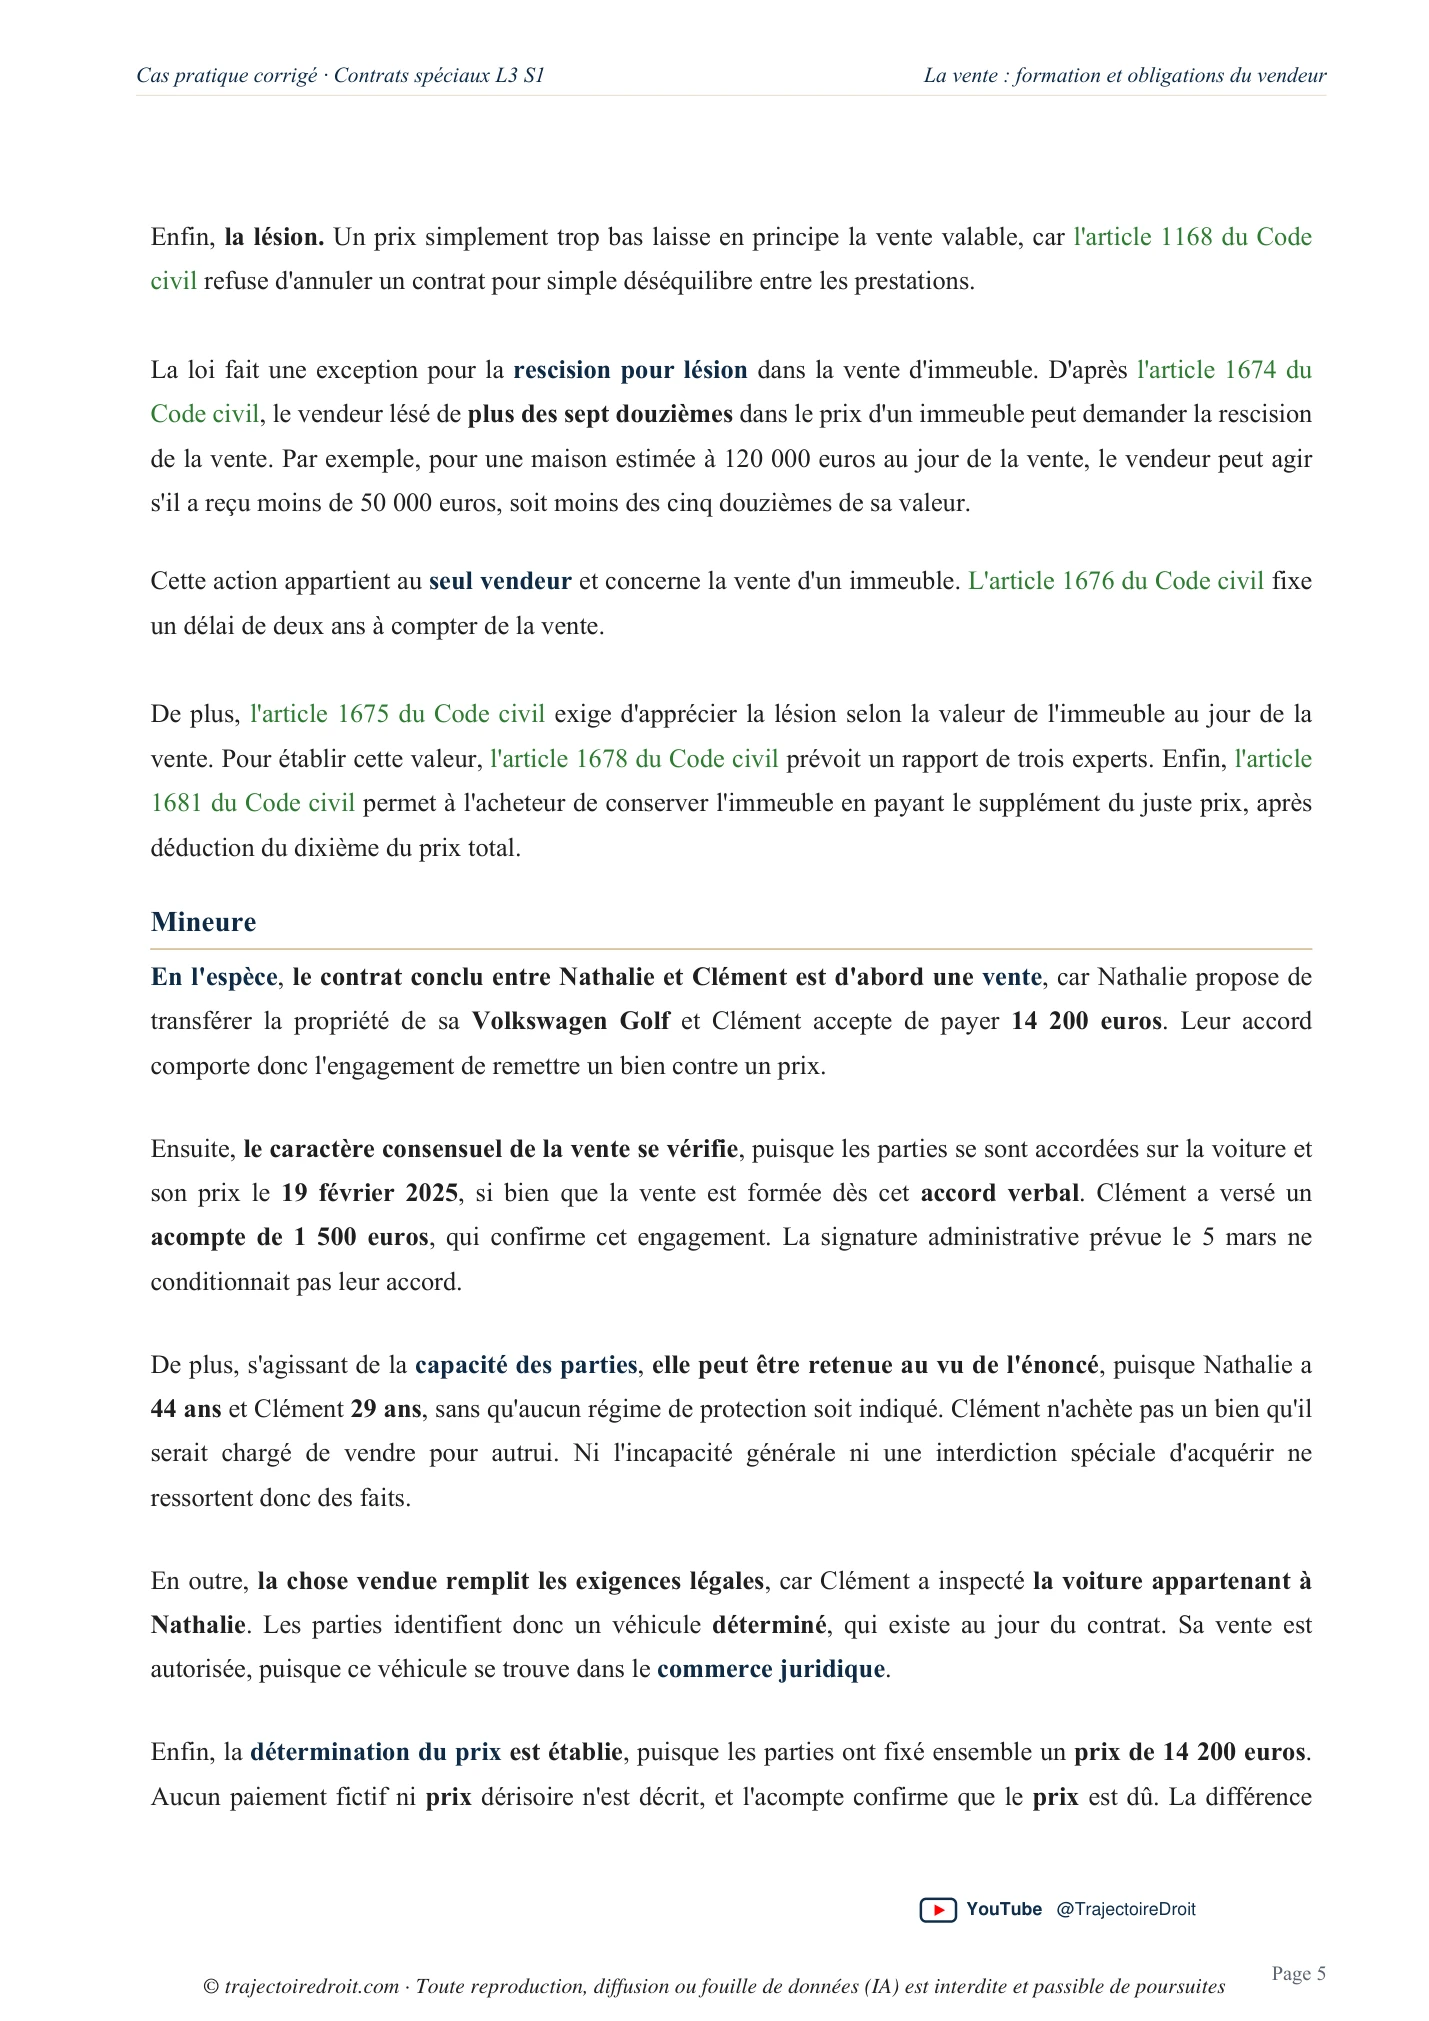 Cas pratique corrigé · Contrats spéciaux L3 S1
La vente : formation et obligations du vendeur
Enfin, la lésion. Un prix simplement trop bas laisse en principe la vente valable, car l'article 1168 du Code
civil refuse d'annuler un contrat pour simple déséquilibre entre les prestations.
La loi fait une exception pour la rescision pour lésion dans la vente d'immeuble. D'après l'article 1674 du
Code civil, le vendeur lésé de plus des sept douzièmes dans le prix d'un immeuble peut demander la rescision
de la vente. Par exemple, pour une maison estimée à 120 000 euros au jour de la vente, le vendeur peut agir
s'il a reçu moins de 50 000 euros, soit moins des cinq douzièmes de sa valeur.
Cette action appartient au seul vendeur et concerne la vente d'un immeuble. L'article 1676 du Code civil fixe
un délai de deux ans à compter de la vente.
De plus, l'article 1675 du Code civil exige d'apprécier la lésion selon la valeur de l'immeuble au jour de la
vente. Pour établir cette valeur, l'article 1678 du Code civil prévoit un rapport de trois experts. Enfin, l'article
1681 du Code civil permet à l'acheteur de conserver l'immeuble en payant le supplément du juste prix, après
déduction du dixième du prix total.
Mineure
En l'espèce, le contrat conclu entre Nathalie et Clément est d'abord une vente, car Nathalie propose de
transférer la propriété de sa Volkswagen Golf et Clément accepte de payer 14 200 euros. Leur accord
comporte donc l'engagement de remettre un bien contre un prix.
Ensuite, le caractère consensuel de la vente se vérifie, puisque les parties se sont accordées sur la voiture et
son prix le 19 février 2025, si bien que la vente est formée dès cet accord verbal. Clément a versé un
acompte de 1 500 euros, qui confirme cet engagement. La signature administrative prévue le 5 mars ne
conditionnait pas leur accord.
De plus, s'agissant de la capacité des parties, elle peut être retenue au vu de l'énoncé, puisque Nathalie a
44 ans et Clément 29 ans, sans qu'aucun régime de protection soit indiqué. Clément n'achète pas un bien qu'il
serait chargé de vendre pour autrui. Ni l'incapacité générale ni une interdiction spéciale d'acquérir ne
ressortent donc des faits.
En outre, la chose vendue remplit les exigences légales, car Clément a inspecté la voiture appartenant à
Nathalie. Les parties identifient donc un véhicule déterminé, qui existe au jour du contrat. Sa vente est
autorisée, puisque ce véhicule se trouve dans le commerce juridique.
Enfin, la détermination du prix est établie, puisque les parties ont fixé ensemble un prix de 14 200 euros.
Aucun paiement fictif ni prix dérisoire n'est décrit, et l'acompte confirme que le prix est dû. La différence
YouTube @TrajectoireDroit
© trajectoiredroit.com · Toute reproduction, diffusion ou fouille de données (IA) est interdite et passible de poursuites
Page 5